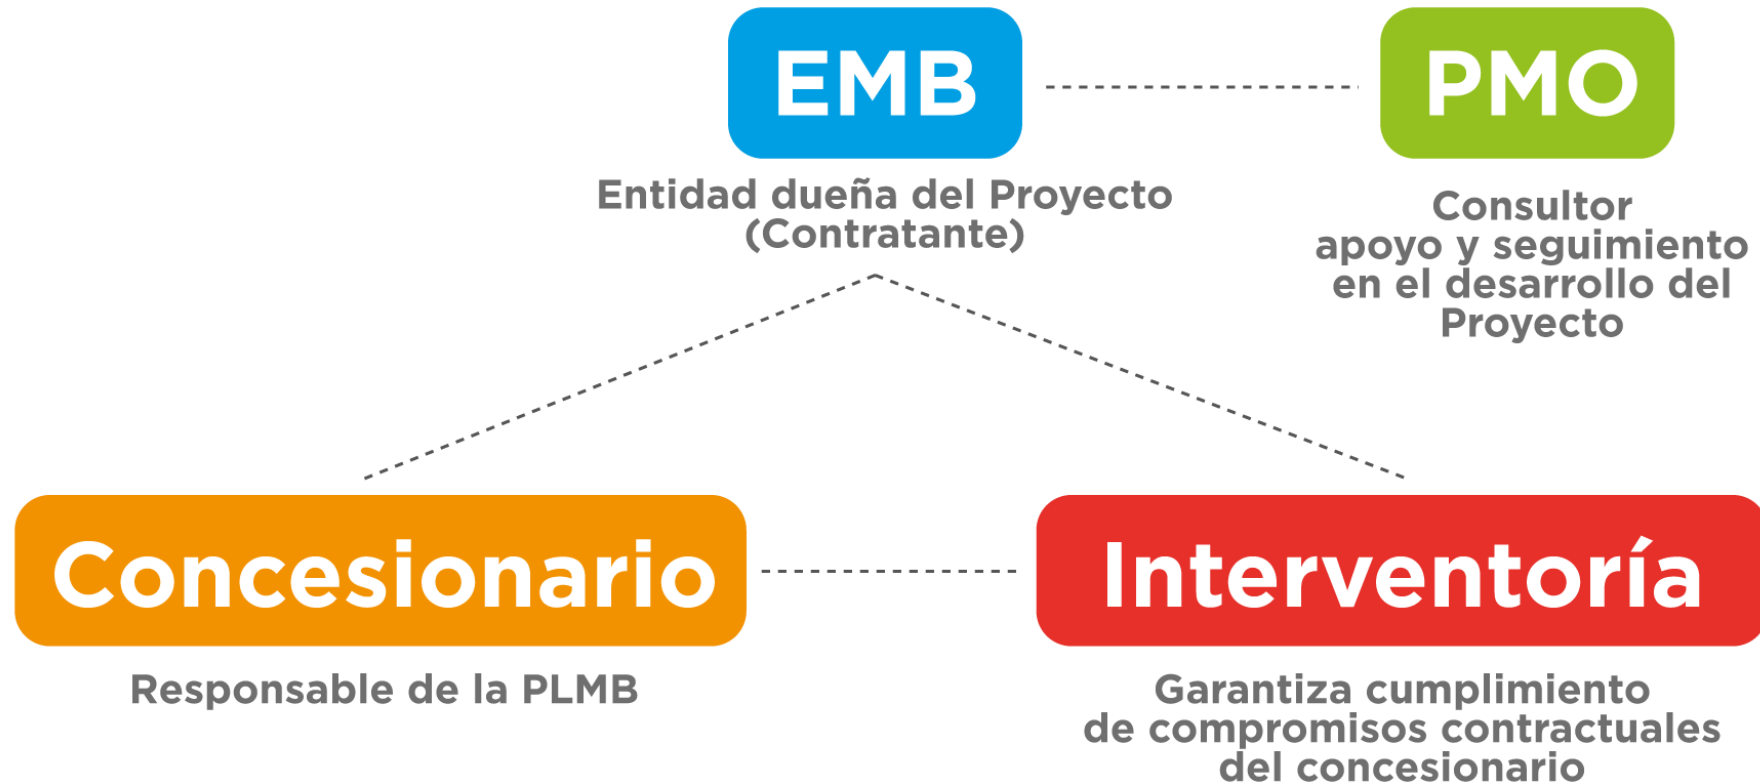 EMB
Entidad dueña del Proyecto
(Contratante)
PMO
Consultor
apoyo y seguimiento
en el desarrollo del
Proyecto
Concesionario
Responsable de la PLMB
Interventoría
Garantiza cumplimiento
de compromisos contractuales
del concesionario